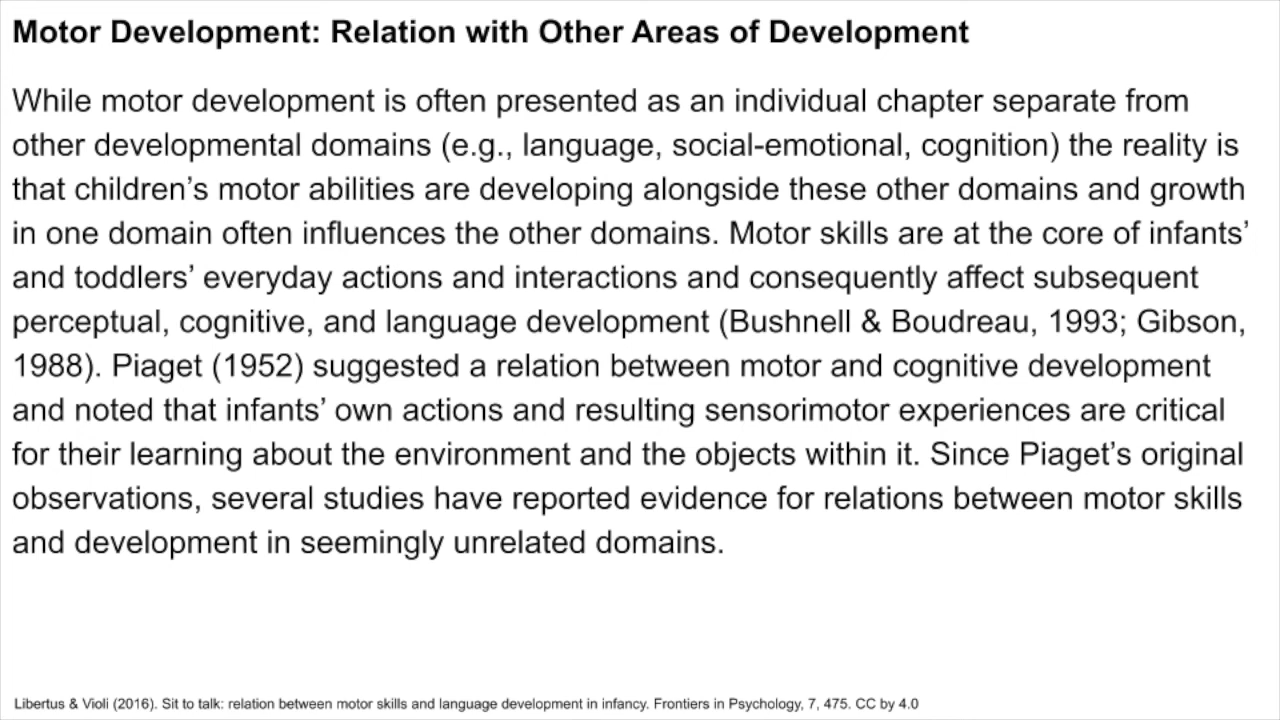 Motor Development: Relation with Other Areas of Development
While motor development is often presented as an individual chapter separate from
other developmental domains (e.g., language, social-emotional, cognition) the reality is
that children’s motor abilities are developing alongside these other domains and growth
in one domain often influences the other domains. Motor skills are at the core of infants’
and toddlers’ everyday actions and interactions and consequently affect subsequent
perceptual, cognitive, and language development (Bushnell & Boudreau, 1993; Gibson,
1988). Piaget (1952) suggested a relation between motor and cognitive development
and noted that infants’ own actions and resulting sensorimotor experiences are critical
for their learning about the environment and the objects within it. Since Piaget’s original
observations, several studies have reported evidence for relations between motor skills
and development in seemingly unrelated domains.
Libertus & Violi (2016). Sit to talk: relation between motor skills and language development in infancy. Frontiers in Psychology, 7, 475. CC by 4.0